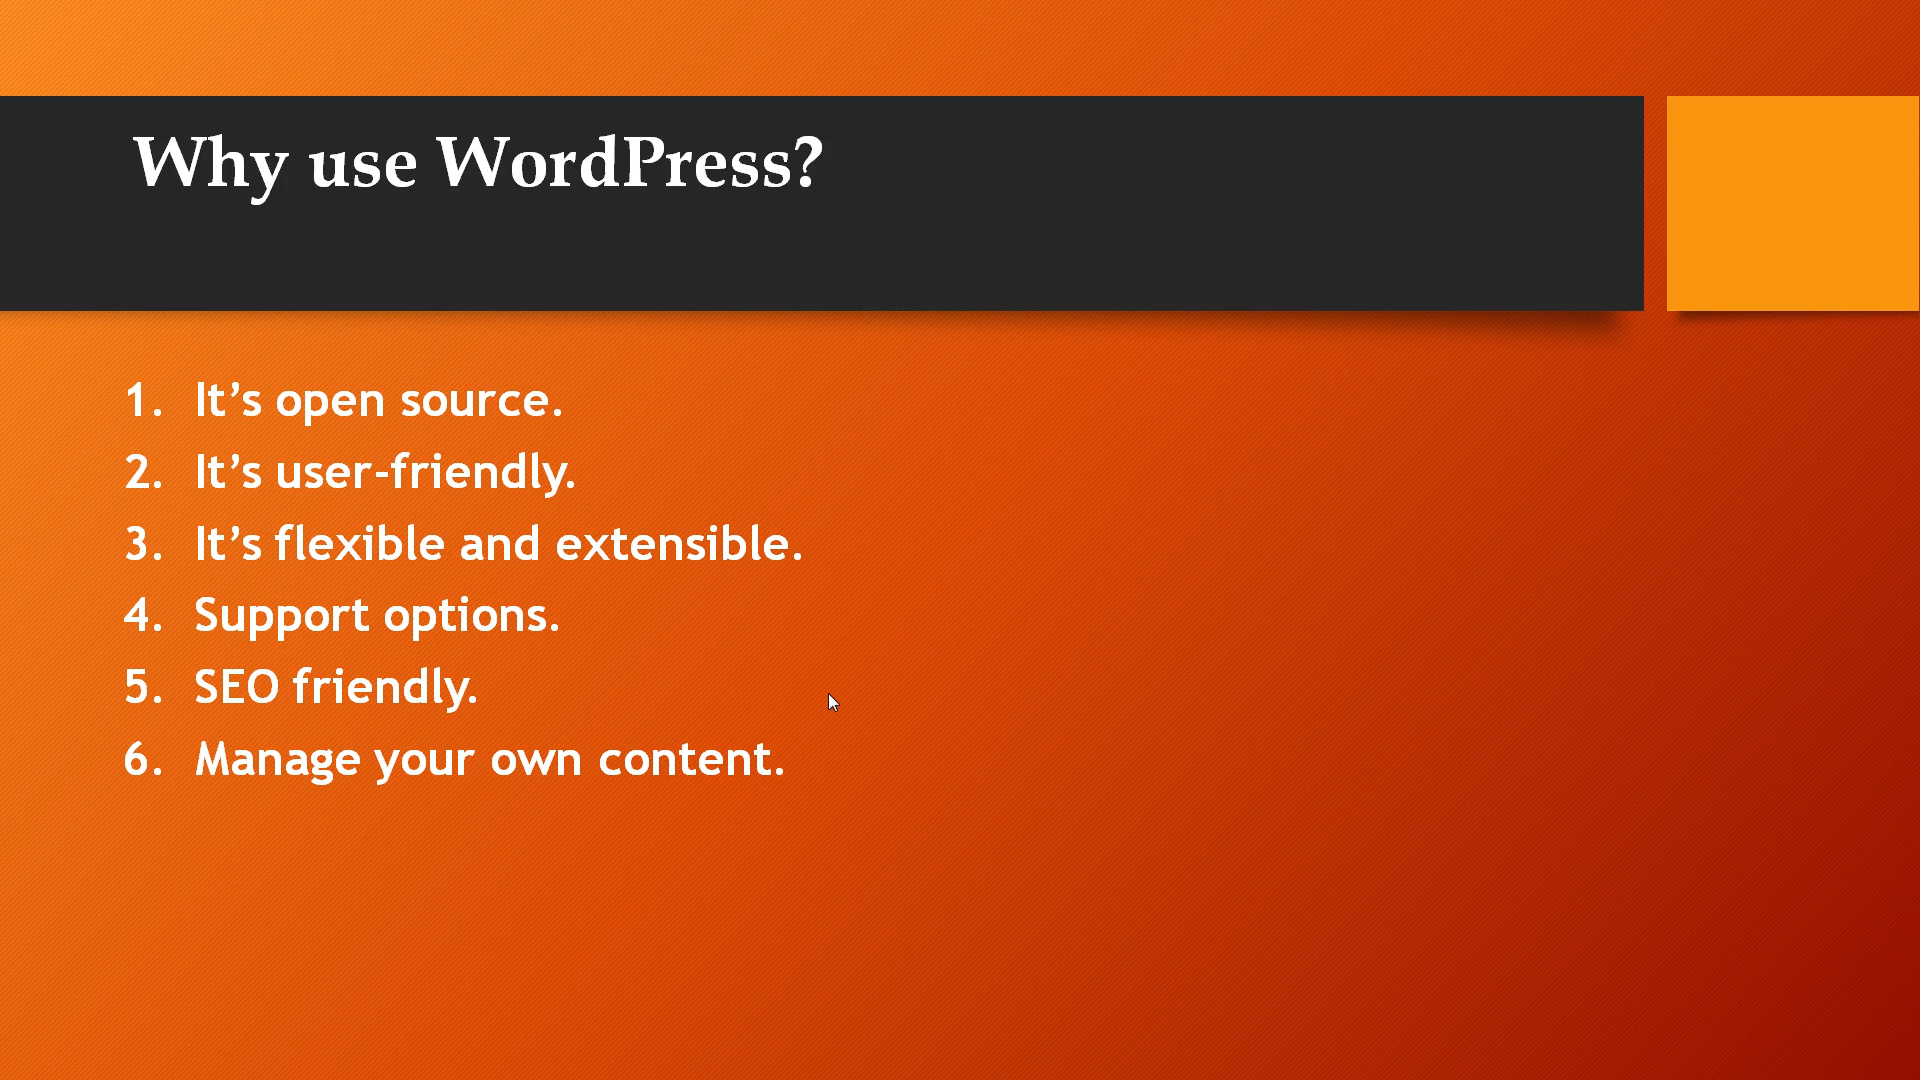 Why use WordPress?
1. It’s open source.
2. It’s user-friendly.
3. It’s flexible and extensible.
4. Support options.
5. SEO friendly.
6. Manage your own content.